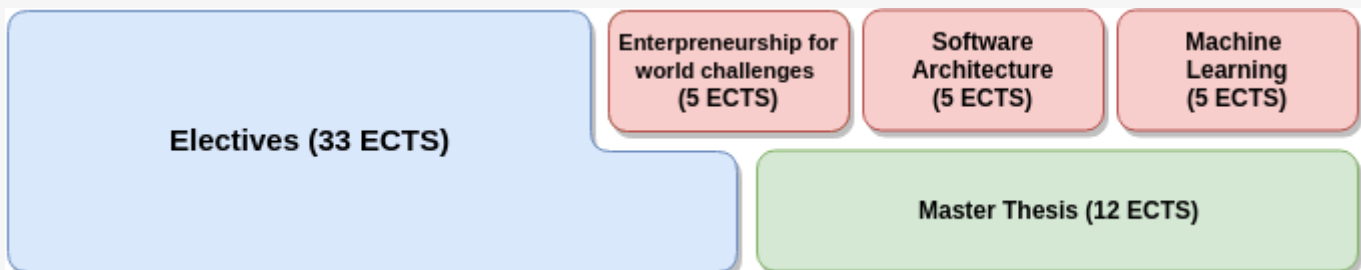 Electives (33 ECTS)
Enterpreneurship for
world challenges
(5 ECTS)
Software
Architecture
(5 ECTS)
Machine
Learning
(5 ECTS)
Master Thesis (12 ECTS)